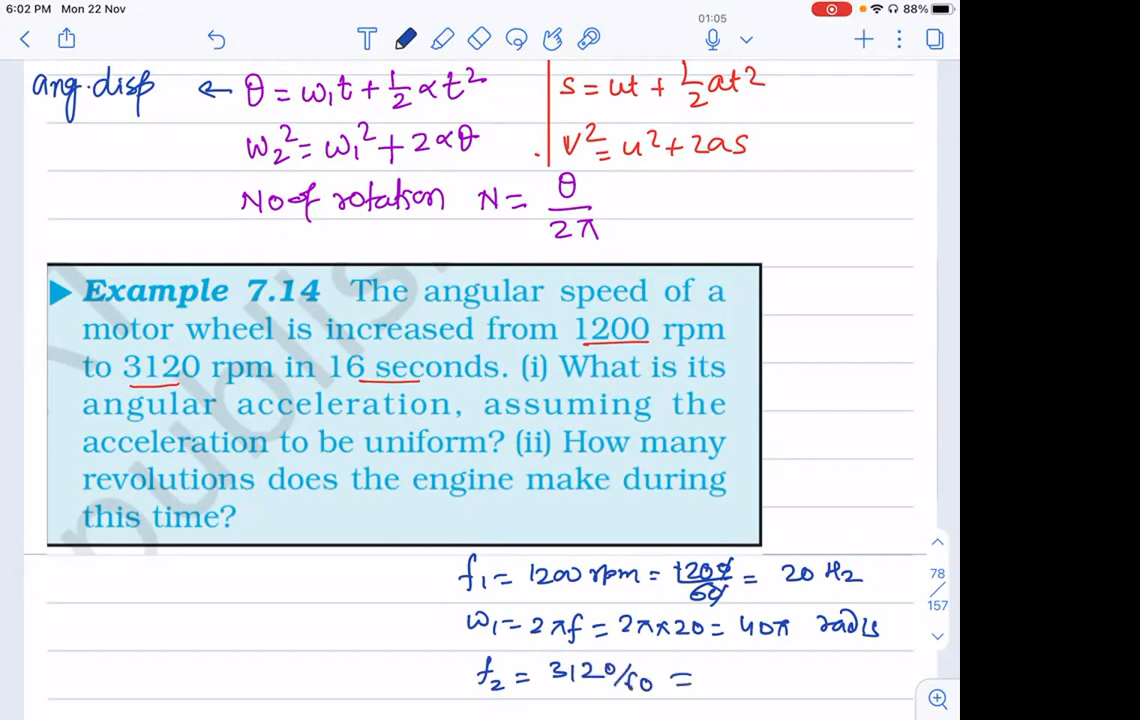 6:02 PM Mon 22 Nov
88%
01:05
ang. disp ← θ = ω₁t + 1/2 αt² s = ut + 1/2 at²
ω₂² = ω₁² + 2αθ v² = u² + 2as
No of rotation N = θ/2π
Example 7.14 The angular speed of a
motor wheel is increased from 1200 rpm
to 3120 rpm in 16 seconds. (i) What is its
angular acceleration, assuming the
acceleration to be uniform? (ii) How many
revolutions does the engine make during
this time?
f₁ = 1200 rpm = 1200/60 = 20 Hz
ω₁ = 2πf = 2π×20 = 40π rad/s
f₂ = 3120/60 =
78
157